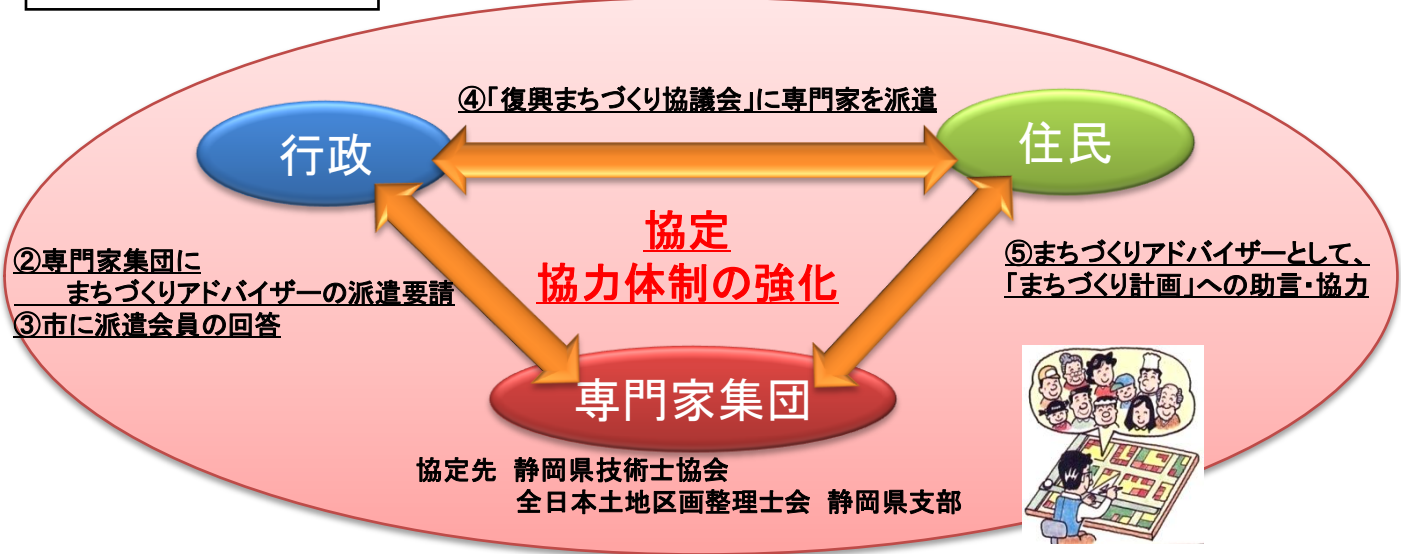 ④「復興まちづくり協議会」に専門家を派遣
行政
住民
協定
協力体制の強化
②専門家集団に
まちづくりアドバイザーの派遣要請
③市に派遣会員の回答
⑤まちづくりアドバイザーとして、
「まちづくり計画」への助言・協力
専門家集団
協定先 静岡県技術士協会
全日本土地区画整理士会 静岡県支部